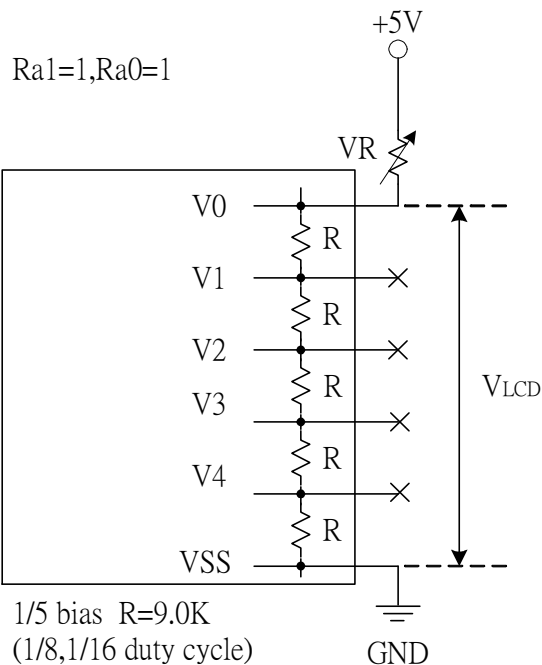 +5V
Ra1=1,Ra0=1
VR
V0
R
V1
R
V2
R
VLCD
V3
R
V4
R
VSS
1/5 bias R=9.0K
(1/8,1/16 duty cycle)
GND